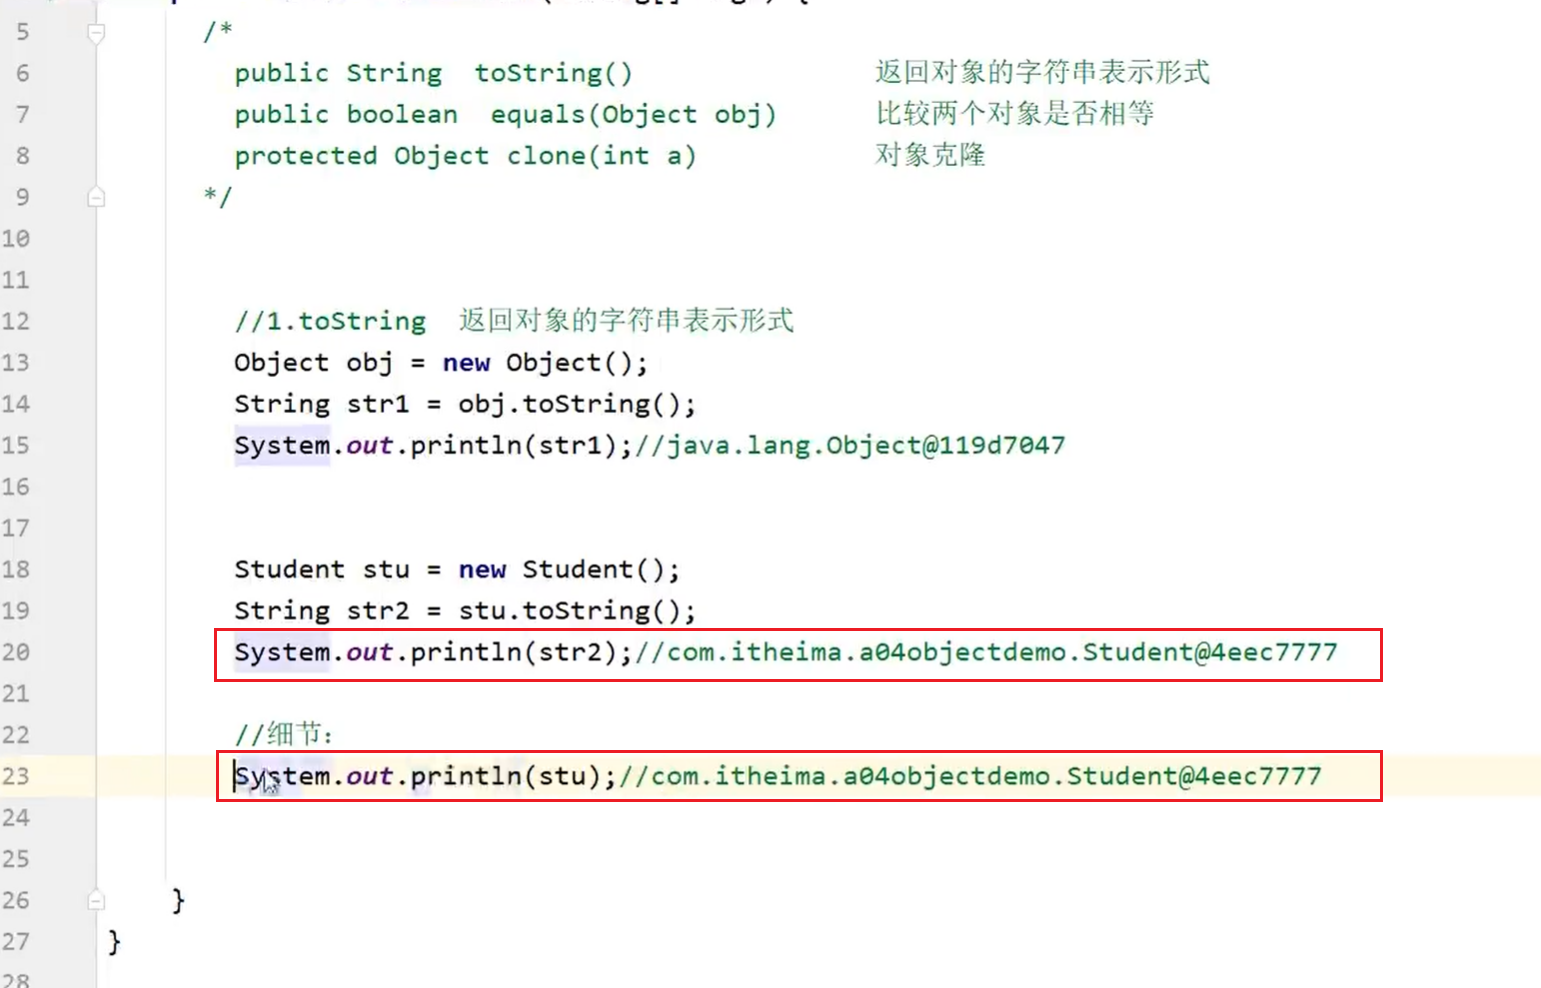 5 /*
6 public String toString() 返回对象的字符串表示形式
7 public boolean equals(Object obj) 比较两个对象是否相等
8 protected Object clone(int a) 对象克隆
9 */
10
11
12 //1.toString 返回对象的字符串表示形式
13 Object obj = new Object();
14 String str1 = obj.toString();
15 System.out.println(str1);//java.lang.Object@119d7047
16
17
18 Student stu = new Student();
19 String str2 = stu.toString();
20 System.out.println(str2);//com.itheima.a04objectdemo.Student@4eec7777
21
22 //细节:
23 System.out.println(stu);//com.itheima.a04objectdemo.Student@4eec7777
24
25
26 }
27 }
28